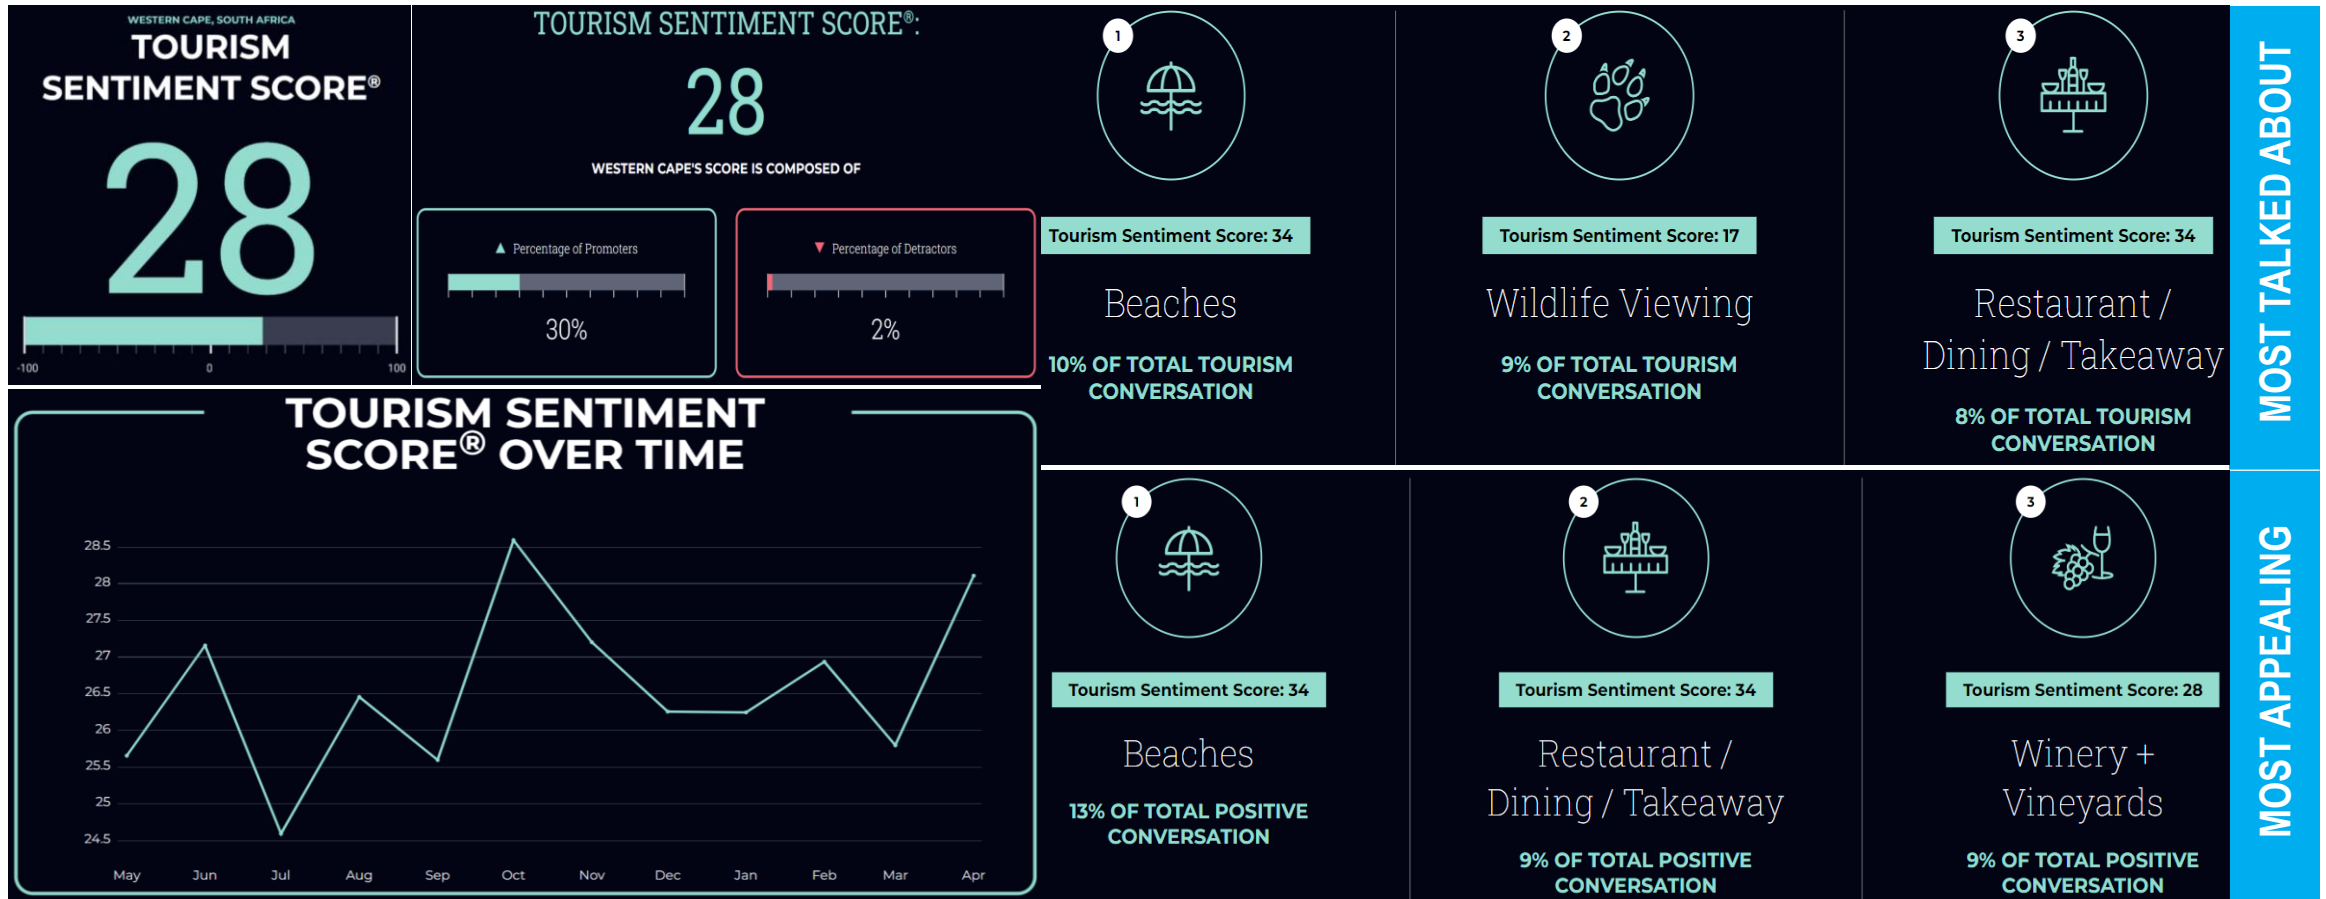 WESTERN CAPE, SOUTH AFRICA
TOURISM
SENTIMENT SCORE®
28
-100
0
100
TOURISM SENTIMENT SCORE®:
28
WESTERN CAPE'S SCORE IS COMPOSED OF
▲ Percentage of Promoters
30%
▼ Percentage of Detractors
2%
TOURISM SENTIMENT
SCORE® OVER TIME
28.5
28
27.5
27
26.5
26
25.5
25
24.5
May Jun Jul Aug Sep Oct Nov Dec Jan Feb Mar Apr
1
Tourism Sentiment Score: 34
Beaches
10% OF TOTAL TOURISM
CONVERSATION
2
Tourism Sentiment Score: 17
Wildlife Viewing
9% OF TOTAL TOURISM
CONVERSATION
3
Tourism Sentiment Score: 34
Restaurant /
Dining / Takeaway
8% OF TOTAL TOURISM
CONVERSATION
MOST TALKED ABOUT
1
Tourism Sentiment Score: 34
Beaches
13% OF TOTAL POSITIVE
CONVERSATION
2
Tourism Sentiment Score: 34
Restaurant /
Dining / Takeaway
9% OF TOTAL POSITIVE
CONVERSATION
3
Tourism Sentiment Score: 28
Winery +
Vineyards
9% OF TOTAL POSITIVE
CONVERSATION
MOST APPEALING